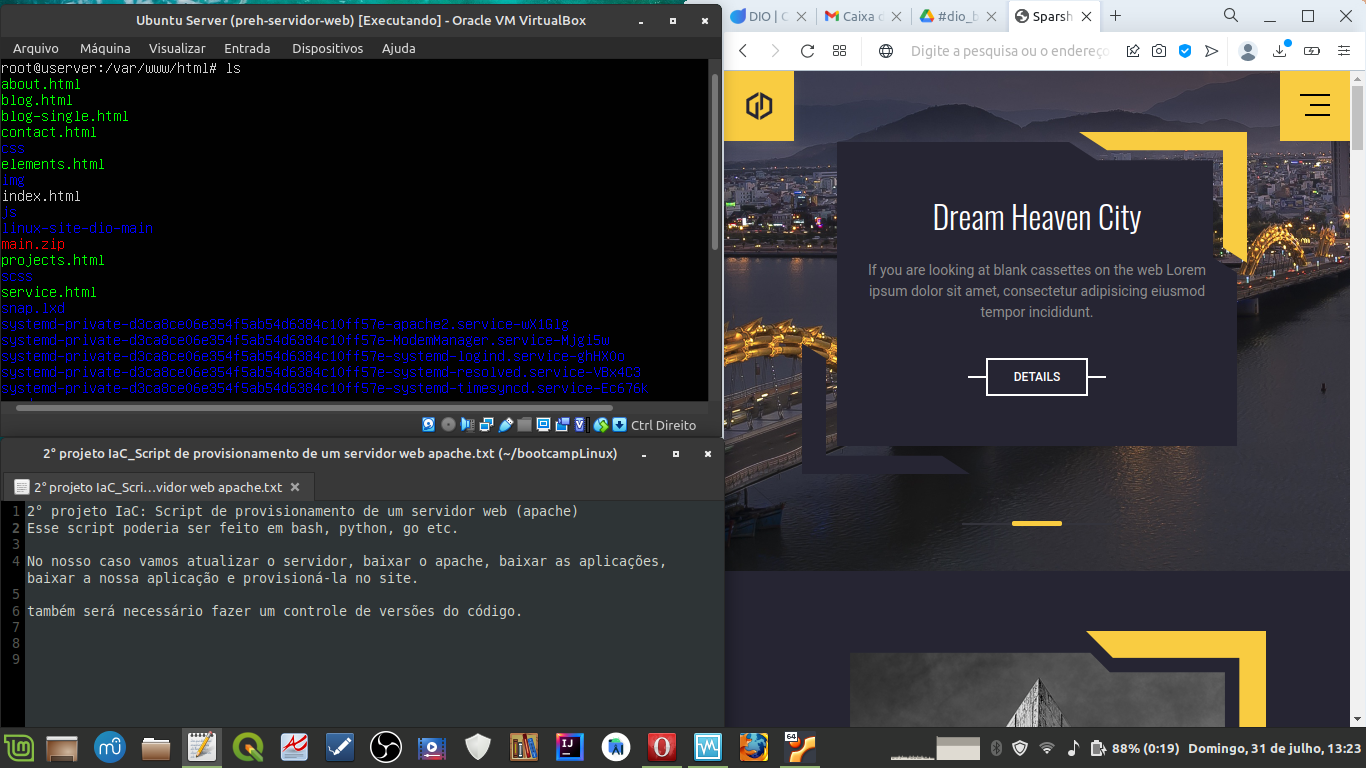 Ubuntu Server (preh-servidor-web) [Executando] - Oracle VM VirtualBox
Arquivo Máquina Visualizar Entrada Dispositivos Ajuda
root@userver:/var/www/html# ls
about.html
blog.html
blog-single.html
contact.html
css
elements.html
img
index.html
js
linux-site-dio-main
main.zip
projects.html
scss
service.html
snap.lxd
systemd-private-d3ca8ce06e354f5ab54d6384c10ff57e-apache2.service-uX1Glg
systemd-private-d3ca8ce06e354f5ab54d6384c10ff57e-ModemManager.service-Mjgl5w
systemd-private-d3ca8ce06e354f5ab54d6384c10ff57e-systemd-logind.service-ghHX0q
systemd-private-d3ca8ce06e354f5ab54d6384c10ff57e-systemd-resolved.service-VBx4C3
systemd-private-d3ca8ce06e354f5ab54d6384c10ff57e-systemd-timesyncd.service-Ec676k
Ctrl Direito
2° projeto IaC_Script de provisionamento de um servidor web apache.txt (~/bootcampLinux)
2° projeto IaC_Scri...vidor web apache.txt
1 2° projeto IaC: Script de provisionamento de um servidor web (apache)
2 Esse script poderia ser feito em bash, python, go etc.
3
4 No nosso caso vamos atualizar o servidor, baixar o apache, baixar as aplicações,
baixar a nossa aplicação e provisioná-la no site.
5
6 também será necessário fazer um controle de versões do código.
7
8
9
DIO | C
Caixa d
#dio_b
Sparsh
Digite a pesquisa ou o endereço
Dream Heaven City
If you are looking at blank cassettes on the web Lorem
ipsum dolor sit amet, consectetur adipisicing eiusmod
tempor incididunt.
DETAILS
64
88% (0:19) Domingo, 31 de julho, 13:23